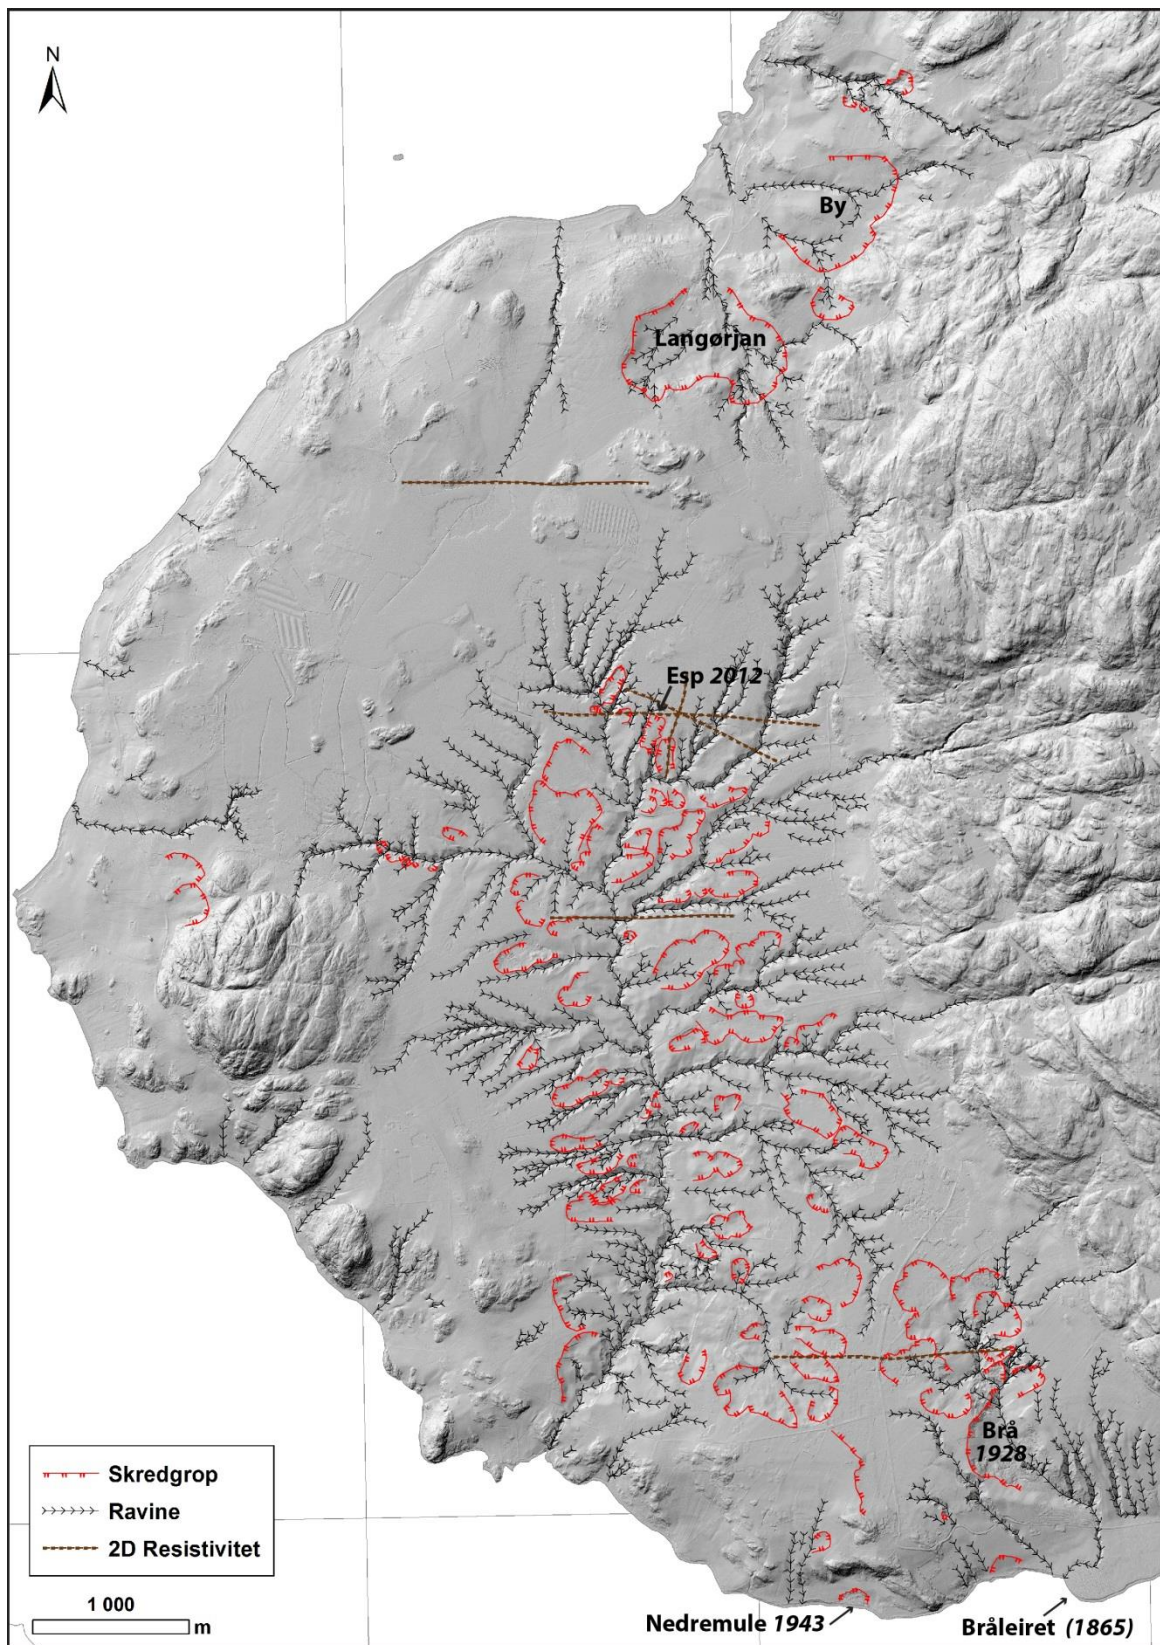 N
By
Langørjan
Esp 2012
Brå
1928
Skredgrop
Ravine
2D Resistivitet
1 000
m
Nedremule 1943
Bråleiret (1865)